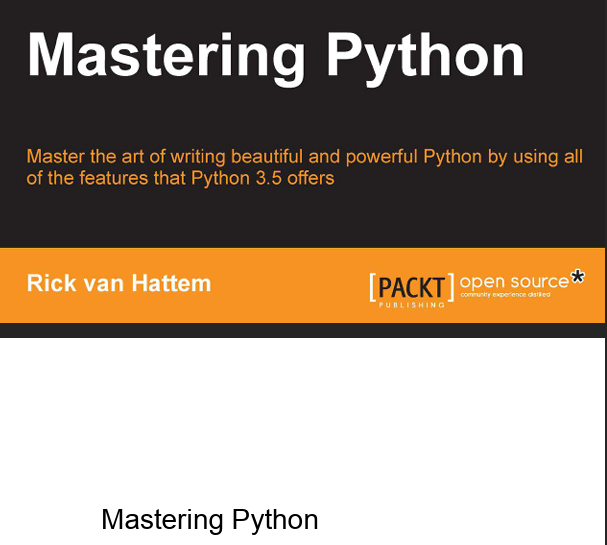 Mastering Python
Master the art of writing beautiful and powerful Python by using all
of the features that Python 3.5 offers
Rick van Hattem
[PACKT] open source*
PUBLISHING community experience distilled
Mastering Python